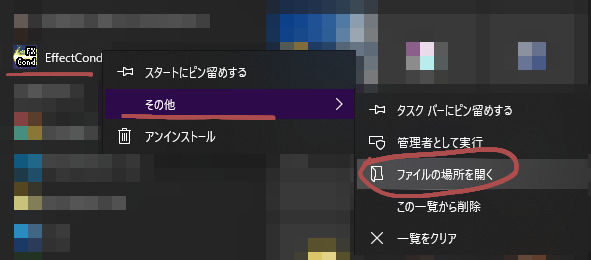 FX
Condi
EffectCond
スタートにピン留めする
その他
アンインストール
タスク バーにピン留めする
管理者として実行
ファイルの場所を開く
この一覧から削除
一覧をクリア